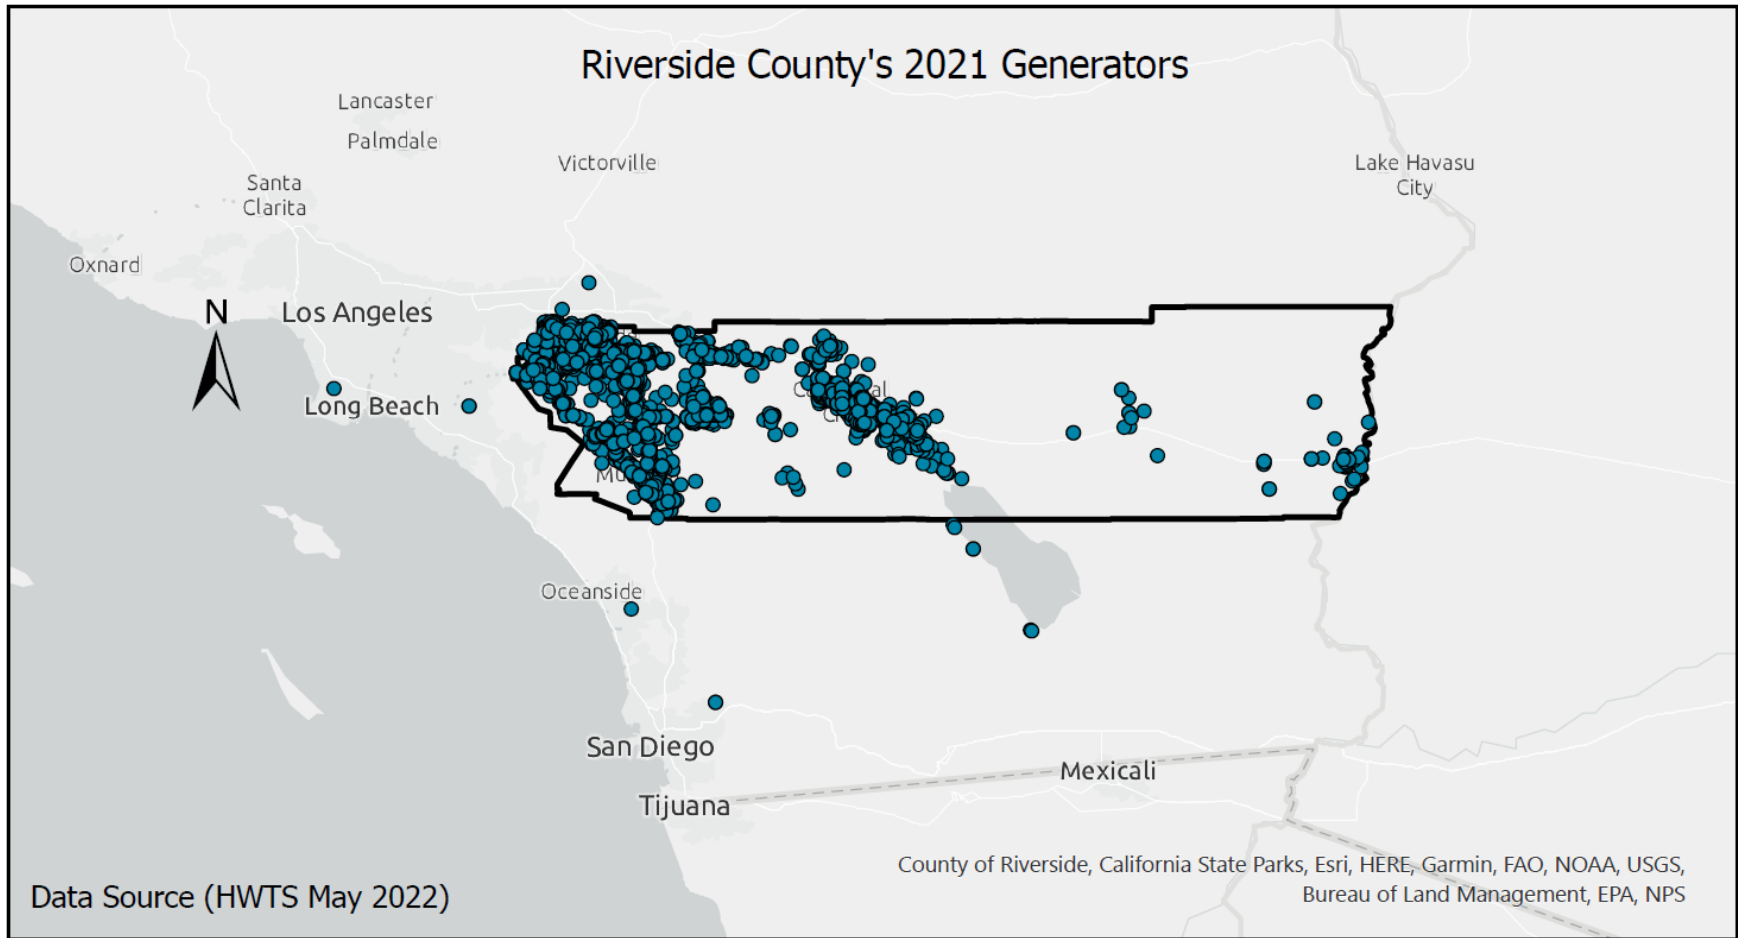 Riverside County's 2021 Generators
Lancaster
Palmdale
Victorville
Lake Havasu
City
Santa
Clarita
Oxnard
N
Los Angeles
Long Beach
Oceanside
San Diego
Mexicali
Tijuana
County of Riverside, California State Parks, Esri, HERE, Garmin, FAO, NOAA, USGS,
Bureau of Land Management, EPA, NPS
Data Source (HWTS May 2022)